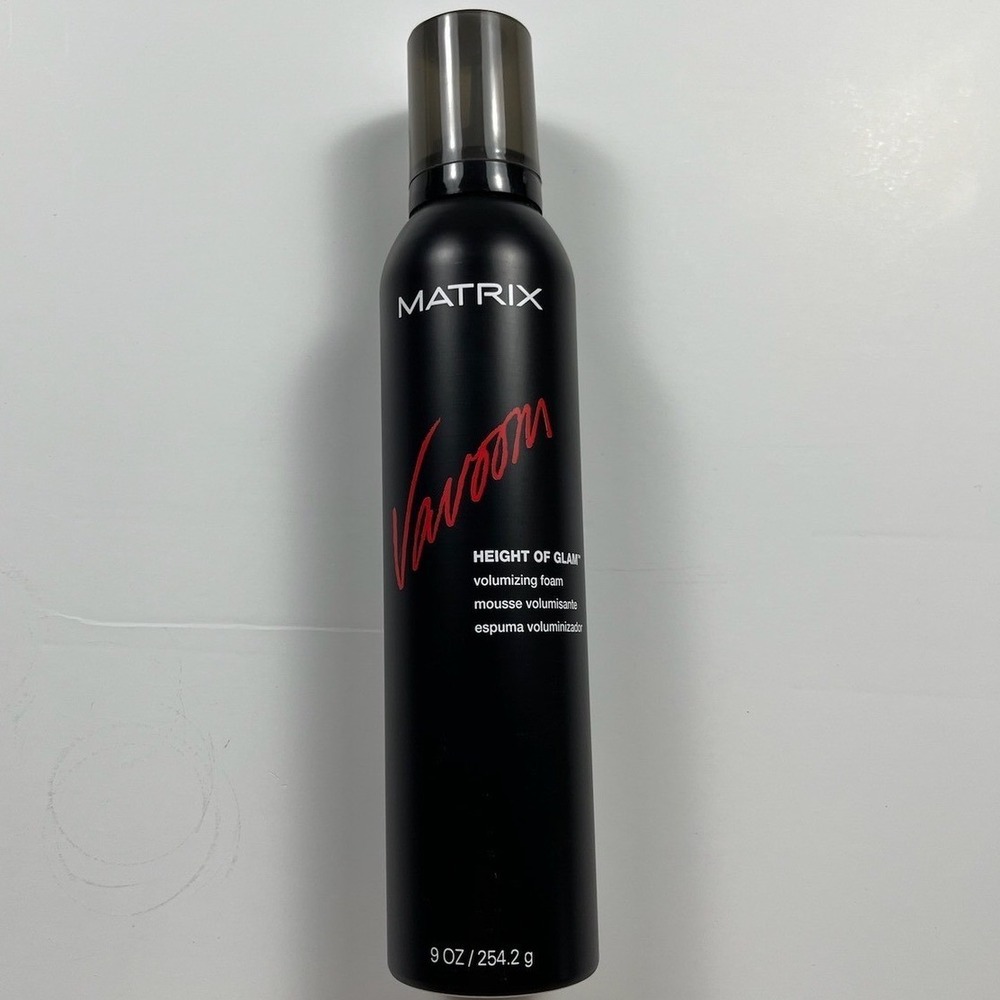 MATRIX
Vavoom
HEIGHT OF GLAM™
volumizing foam
mousse volumisante
espuma voluminizador
9 OZ / 254.2 g